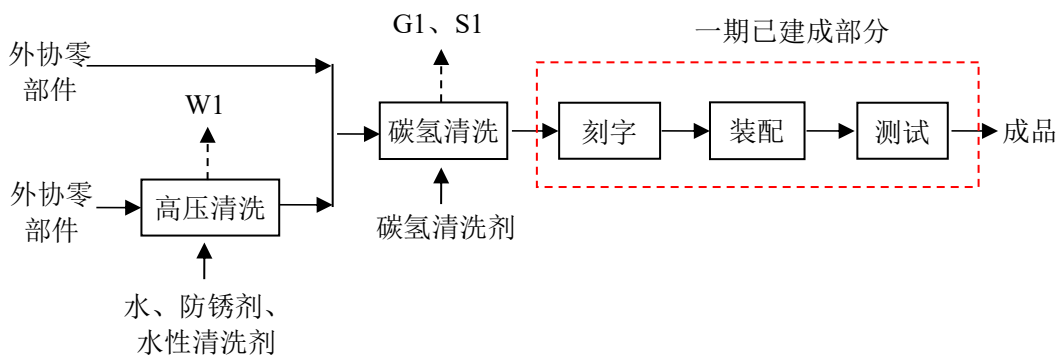 G1、S1
一期已建成部分
外协零
部件
W1
碳氢清洗
刻字
装配
测试
成品
外协零
部件
高压清洗
碳氢清洗剂
水、防锈剂、
水性清洗剂